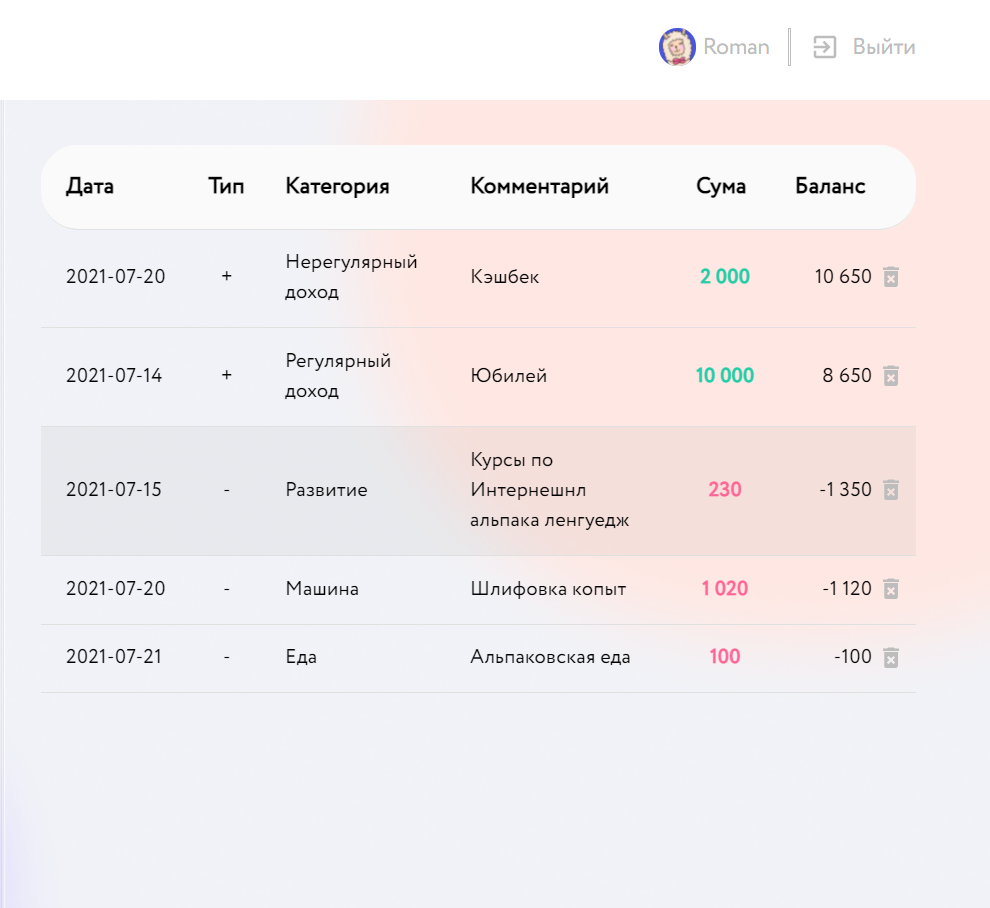 Roman Выйти
Дата Тип Категория Комментарий Сума Баланс
2021-07-20 + Нерегулярный доход Кэшбек 2 000 10 650
2021-07-14 + Регулярный доход Юбилей 10 000 8 650
2021-07-15 - Развитие Курсы по Интернешнл альпака ленгуедж 230 -1 350
2021-07-20 - Машина Шлифовка копыт 1 020 -1 120
2021-07-21 - Еда Альпаковская еда 100 -100